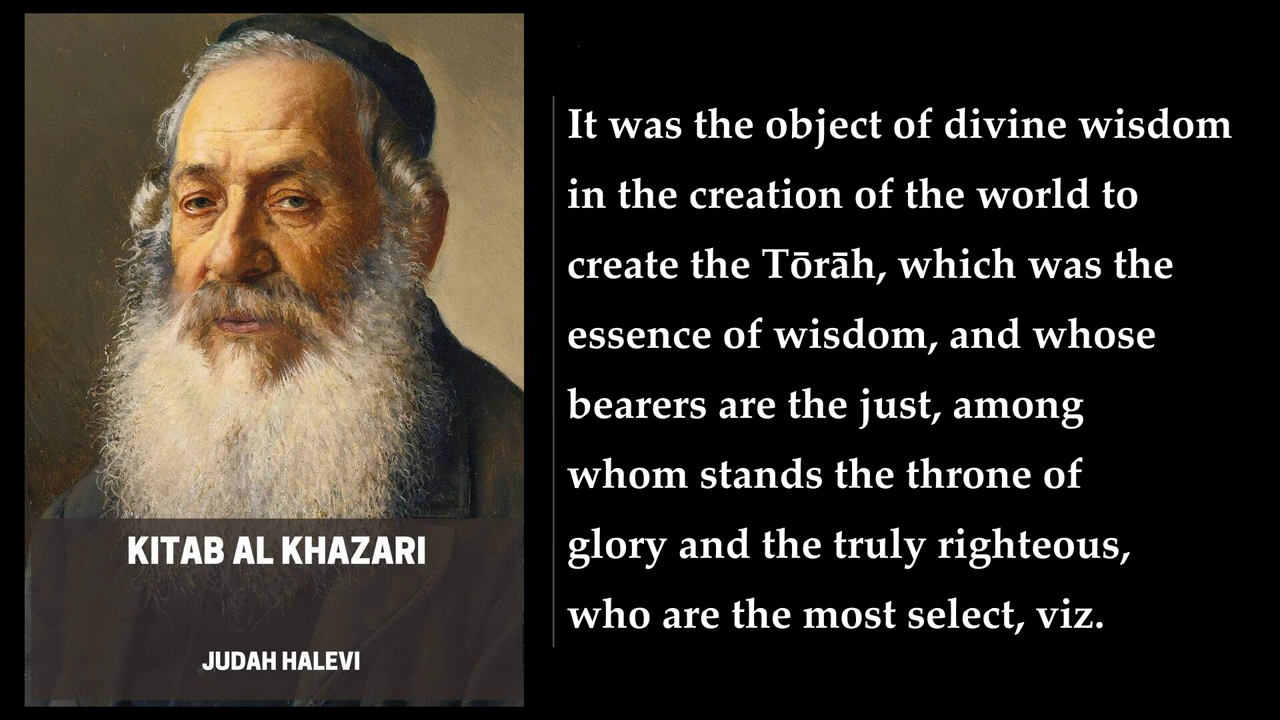 KITAB AL KHAZARI
JUDAH HALEVI
It was the object of divine wisdom
in the creation of the world to
create the Tōrāh, which was the
essence of wisdom, and whose
bearers are the just, among
whom stands the throne of
glory and the truly righteous,
who are the most select, viz.